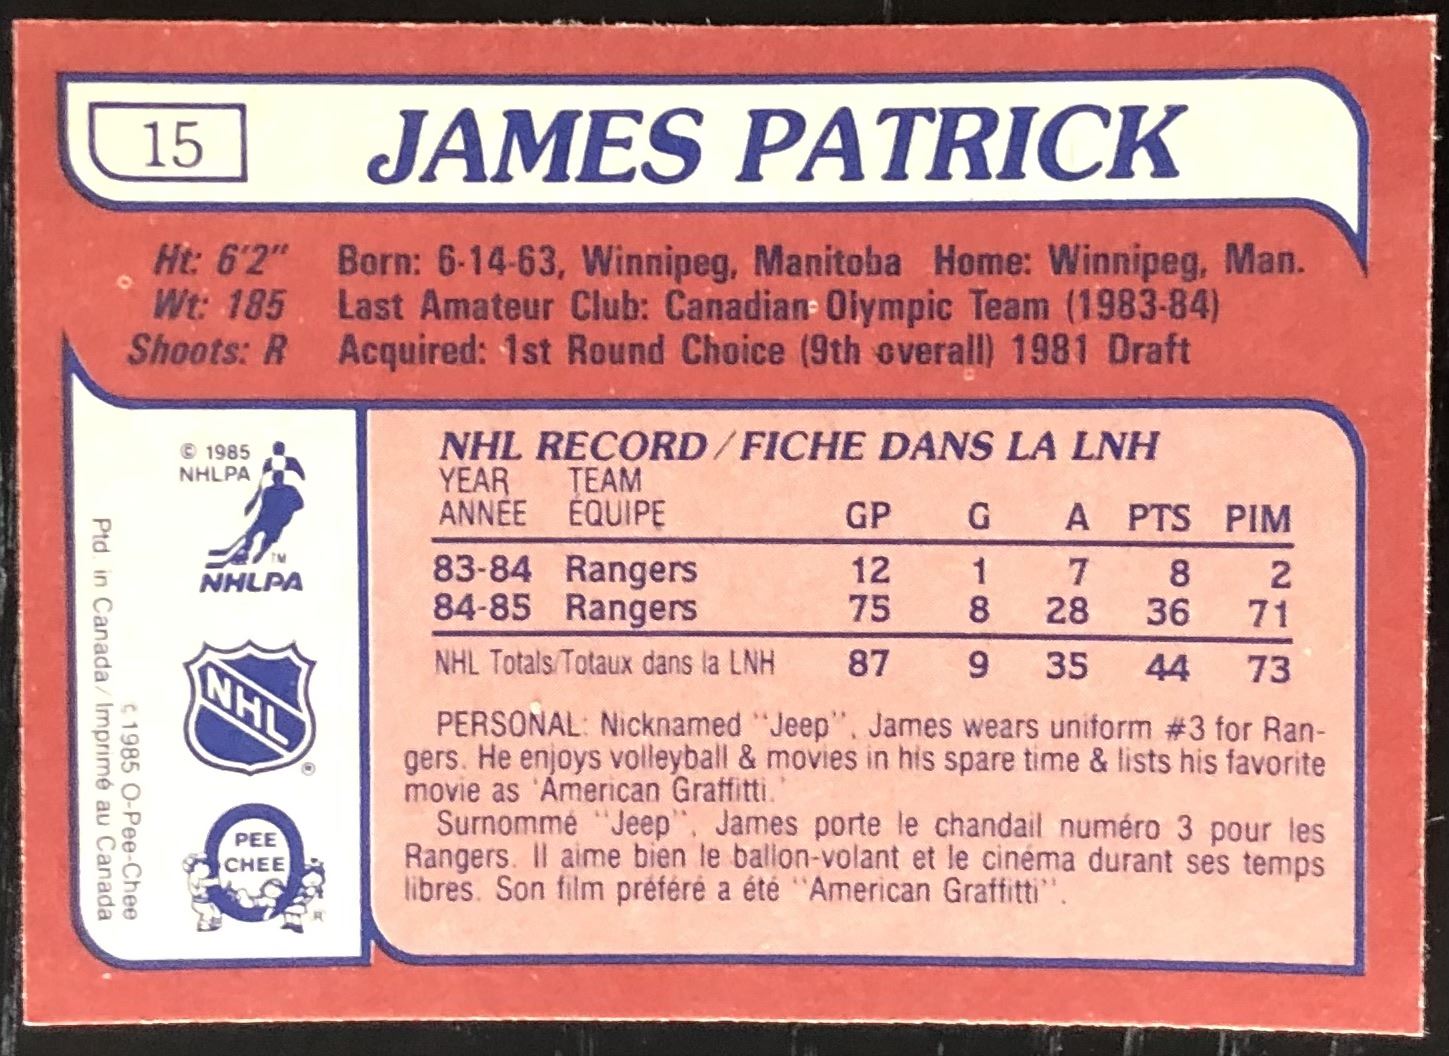 15
JAMES PATRICK
Ht: 6'2" Born: 6-14-63, Winnipeg, Manitoba Home: Winnipeg, Man.
Wt: 185 Last Amateur Club: Canadian Olympic Team (1983-84)
Shoots: R Acquired: 1st Round Choice (9th overall) 1981 Draft
© 1985
NHLPA
TM
NHLPA
NHL
®
PEE
CHEE
®
Ptd. in Canada/Imprimé au Canada
© 1985 O-Pee-Chee
NHL RECORD/FICHE DANS LA LNH
YEAR TEAM
ANNÉE ÉQUIPE GP G A PTS PIM
83-84 Rangers 12 1 7 8 2
84-85 Rangers 75 8 28 36 71
NHL Totals/Totaux dans la LNH 87 9 35 44 73
PERSONAL: Nicknamed "Jeep", James wears uniform #3 for Ran-
gers. He enjoys volleyball & movies in his spare time & lists his favorite
movie as 'American Graffitti.'
Surnommé "Jeep", James porte le chandail numéro 3 pour les
Rangers. Il aime bien le ballon-volant et le cinéma durant ses temps
libres. Son film préféré a été "American Graffitti".